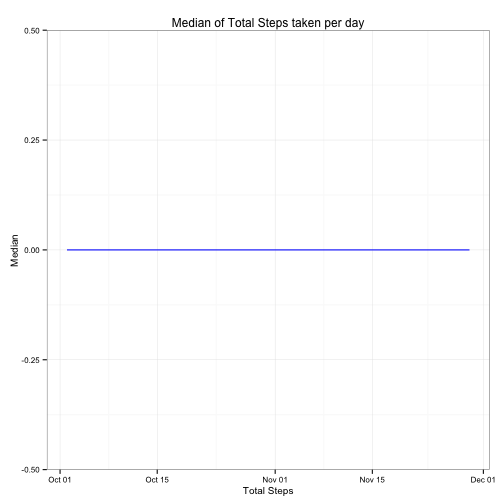 Median of Total Steps taken per day
0.50
0.25
0.00
-0.25
-0.50
Median
Oct 01 Oct 15 Nov 01 Nov 15 Dec 01
Total Steps